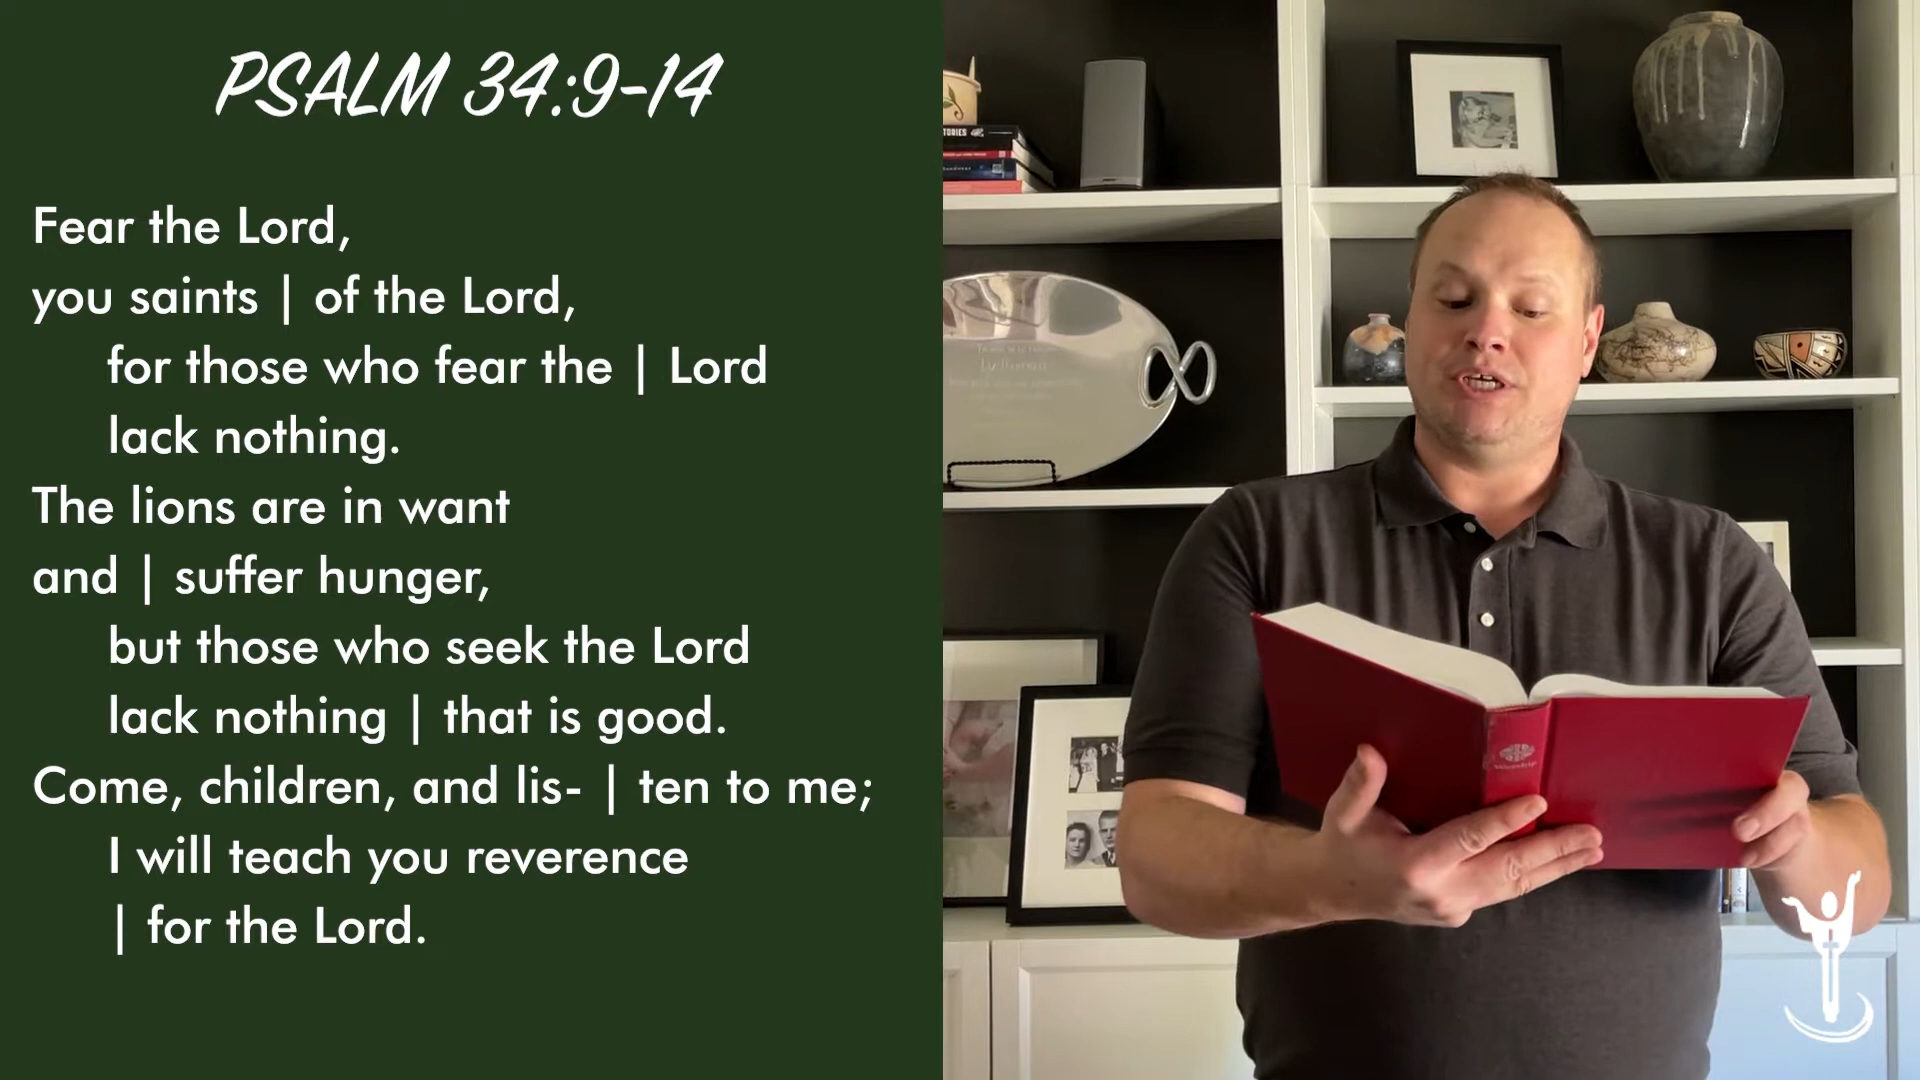 PSALM 34:9-14
Fear the Lord,
you saints | of the Lord,
for those who fear the | Lord
lack nothing.
The lions are in want
and | suffer hunger,
but those who seek the Lord
lack nothing | that is good.
Come, children, and lis- | ten to me;
I will teach you reverence
| for the Lord.
TORIES
Worship